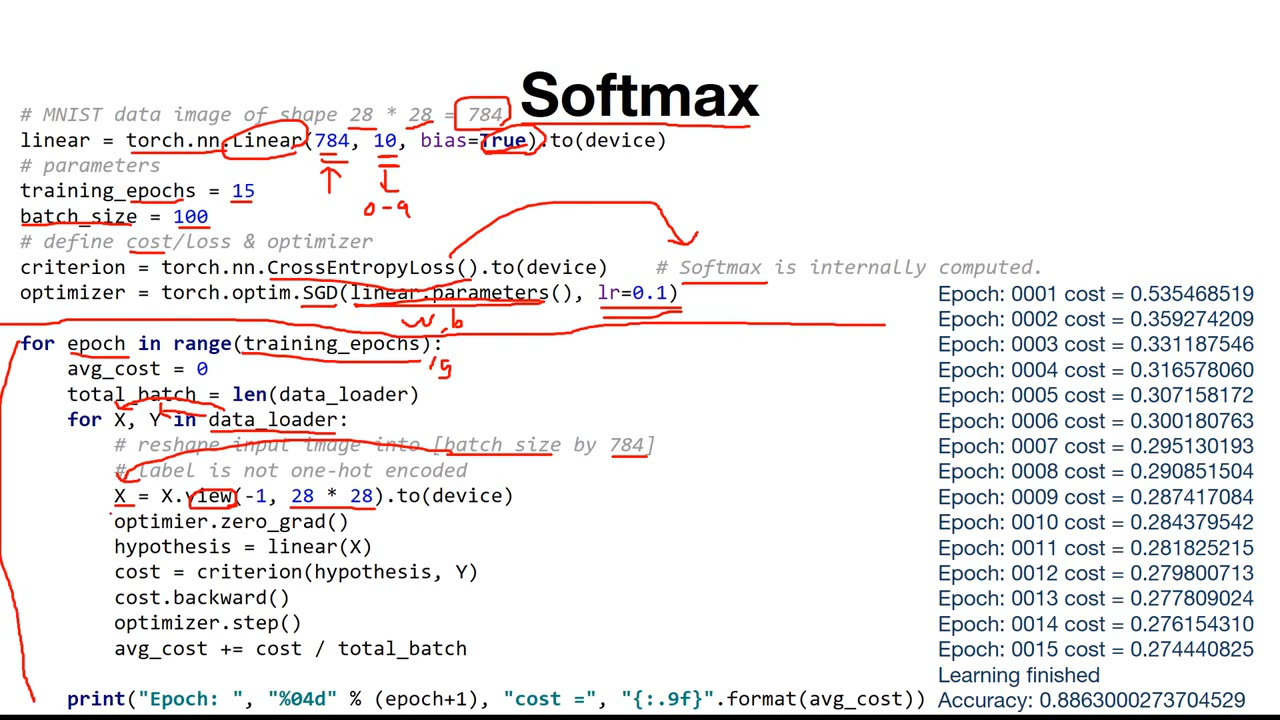 Softmax
# MNIST data image of shape 28 * 28 = 784
linear = torch.nn.Linear(784, 10, bias=True).to(device)
# parameters
training_epochs = 15
batch_size = 100
0-9
# define cost/loss & optimizer
criterion = torch.nn.CrossEntropyLoss().to(device) # Softmax is internally computed.
optimizer = torch.optim.SGD(linear.parameters(), lr=0.1)
w, b
for epoch in range(training_epochs):
15
avg_cost = 0
total_batch = len(data_loader)
for X, Y in data_loader:
# reshape input image into [batch size by 784]
# label is not one-hot encoded
X = X.view(-1, 28 * 28).to(device)
optimier.zero_grad()
hypothesis = linear(X)
cost = criterion(hypothesis, Y)
cost.backward()
optimizer.step()
avg_cost += cost / total_batch
print("Epoch: ", "%04d" % (epoch+1), "cost =", "{:.9f}".format(avg_cost))
Epoch: 0001 cost = 0.535468519
Epoch: 0002 cost = 0.359274209
Epoch: 0003 cost = 0.331187546
Epoch: 0004 cost = 0.316578060
Epoch: 0005 cost = 0.307158172
Epoch: 0006 cost = 0.300180763
Epoch: 0007 cost = 0.295130193
Epoch: 0008 cost = 0.290851504
Epoch: 0009 cost = 0.287417084
Epoch: 0010 cost = 0.284379542
Epoch: 0011 cost = 0.281825215
Epoch: 0012 cost = 0.279800713
Epoch: 0013 cost = 0.277809024
Epoch: 0014 cost = 0.276154310
Epoch: 0015 cost = 0.274440825
Learning finished
Accuracy: 0.8863000273704529